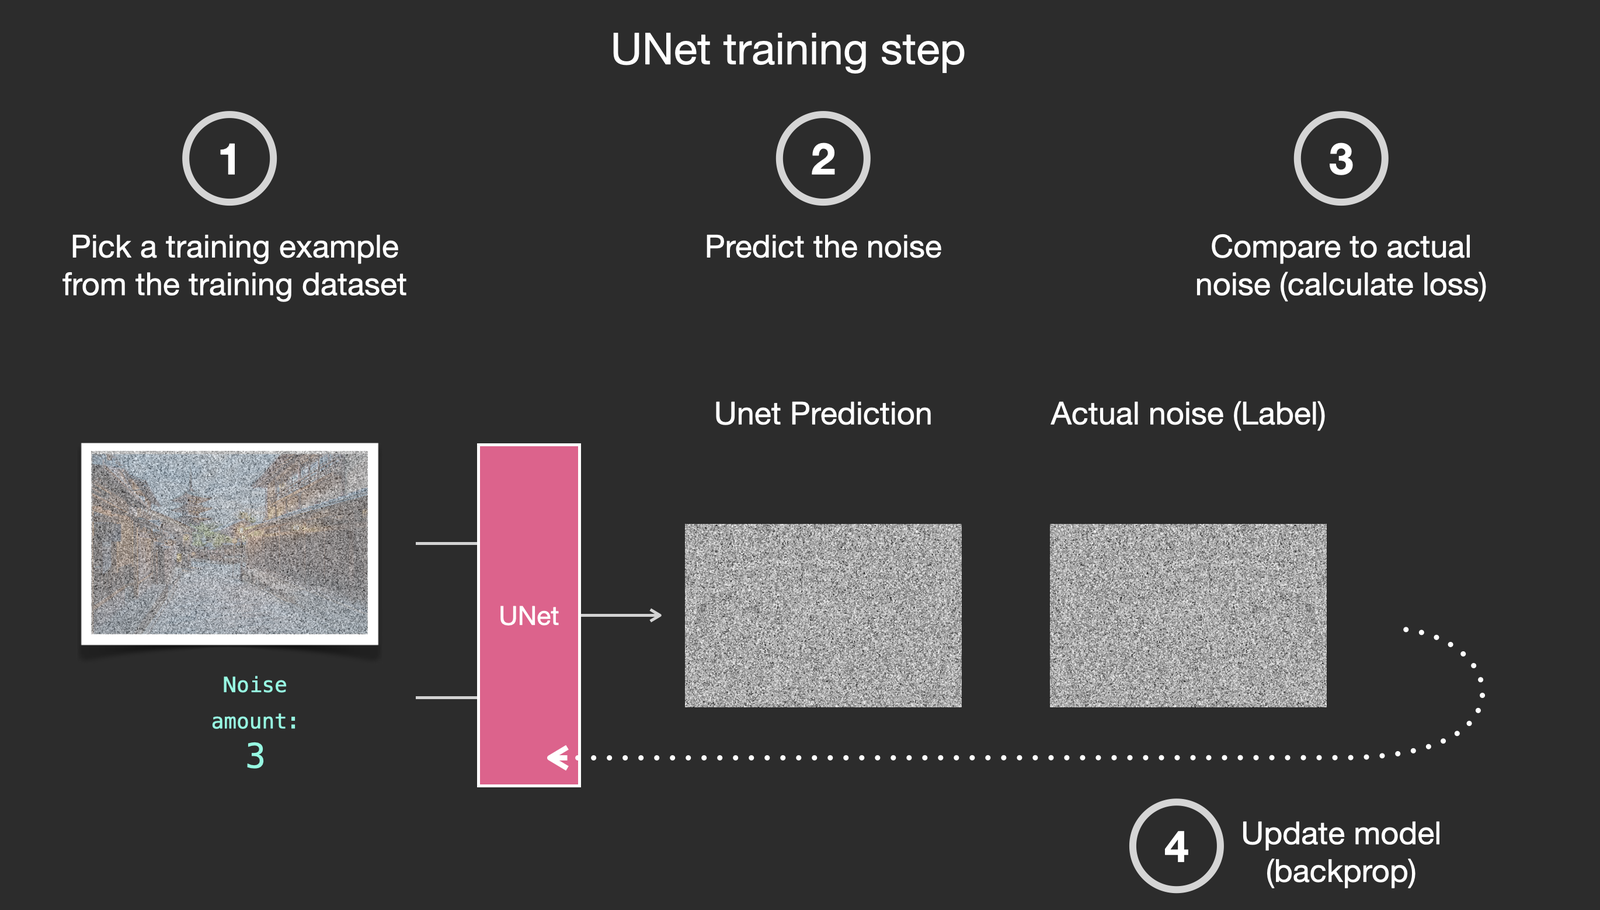 UNet training step
1
Pick a training example
from the training dataset
2
Predict the noise
3
Compare to actual
noise (calculate loss)
Unet Prediction
Actual noise (Label)
UNet
Noise
amount:
3
4
Update model
(backprop)